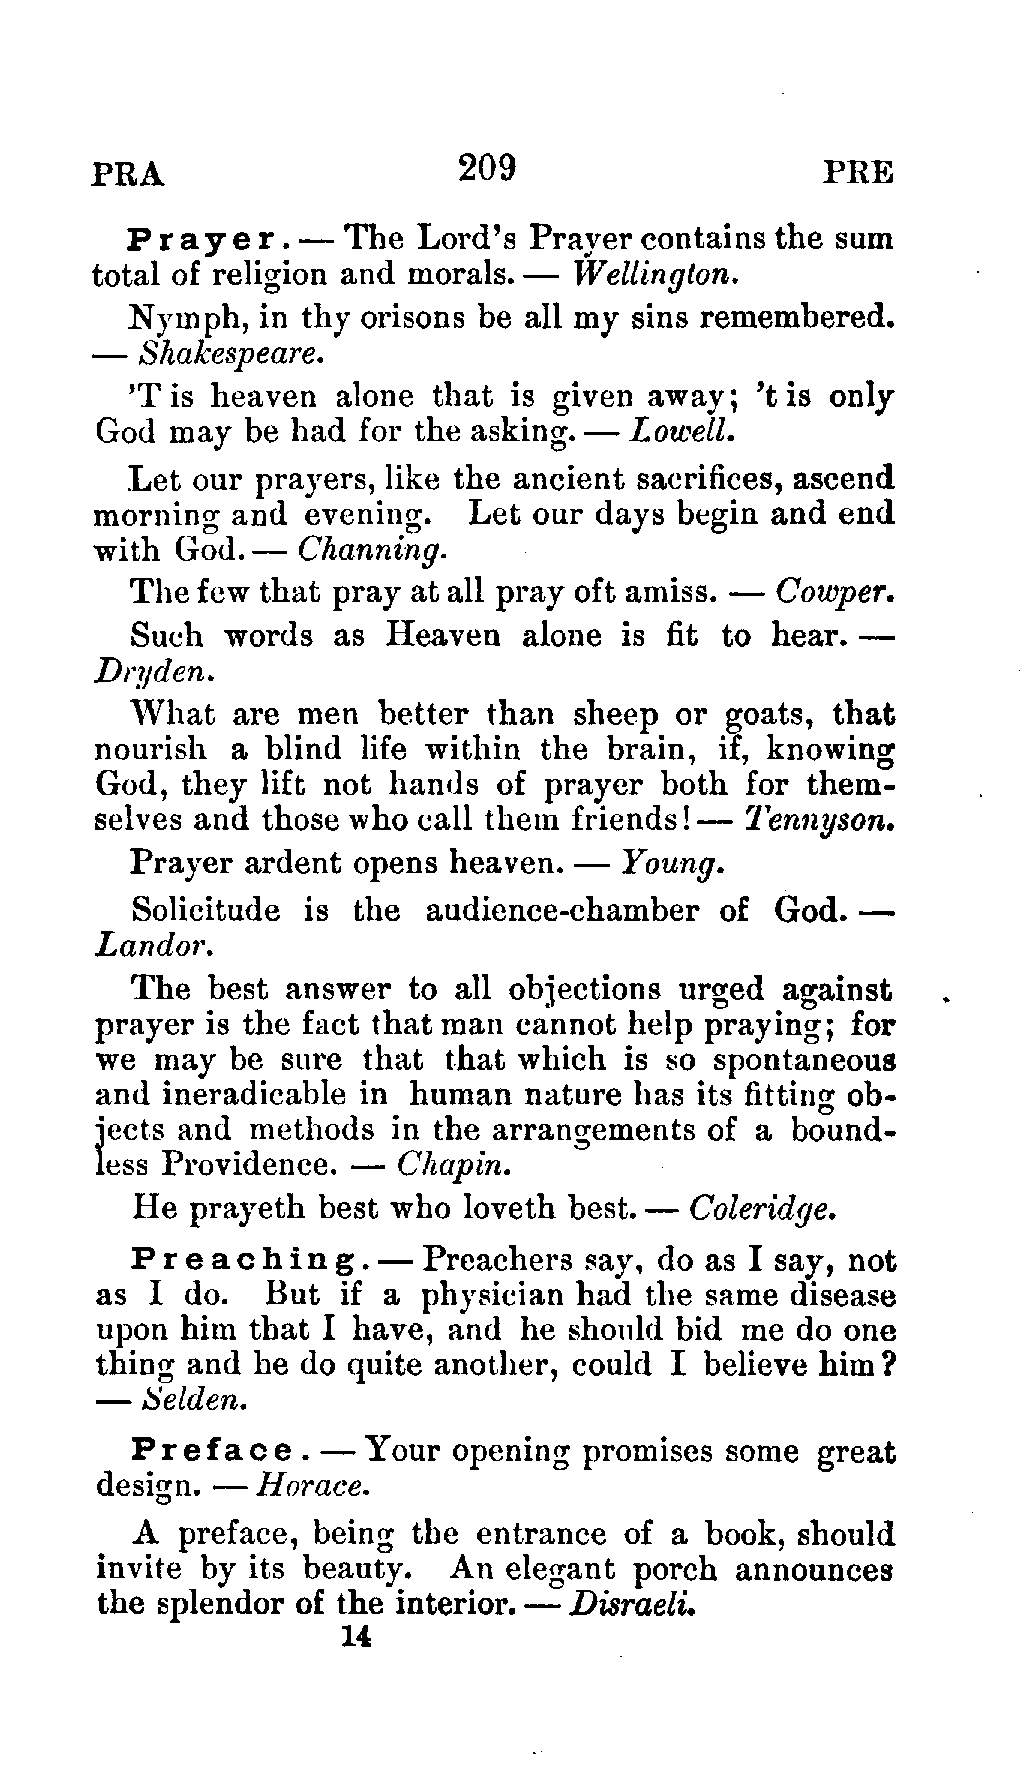 PRA 209 PRE
Prayer. — The Lord's Prayer contains the sum
total of religion and morals. — Wellington.
Nymph, in thy orisons be all my sins remembered.
— Shakespeare.
'T is heaven alone that is given away; 't is only
God may be had for the asking. — Lowell.
Let our prayers, like the ancient sacrifices, ascend
morning and evening. Let our days begin and end
with God. — Channing.
The few that pray at all pray oft amiss. — Cowper.
Such words as Heaven alone is fit to hear. —
Dryden.
What are men better than sheep or goats, that
nourish a blind life within the brain, if, knowing
God, they lift not hands of prayer both for them-
selves and those who call them friends! — Tennyson.
Prayer ardent opens heaven. — Young.
Solicitude is the audience-chamber of God. —
Landor.
The best answer to all objections urged against
prayer is the fact that man cannot help praying; for
we may be sure that that which is so spontaneous
and ineradicable in human nature has its fitting ob-
jects and methods in the arrangements of a bound-
less Providence. — Chapin.
He prayeth best who loveth best. — Coleridge.
Preaching. — Preachers say, do as I say, not
as I do. But if a physician had the same disease
upon him that I have, and he should bid me do one
thing and he do quite another, could I believe him?
— Selden.
Preface. — Your opening promises some great
design. — Horace.
A preface, being the entrance of a book, should
invite by its beauty. An elegant porch announces
the splendor of the interior. — Disraeli.
14